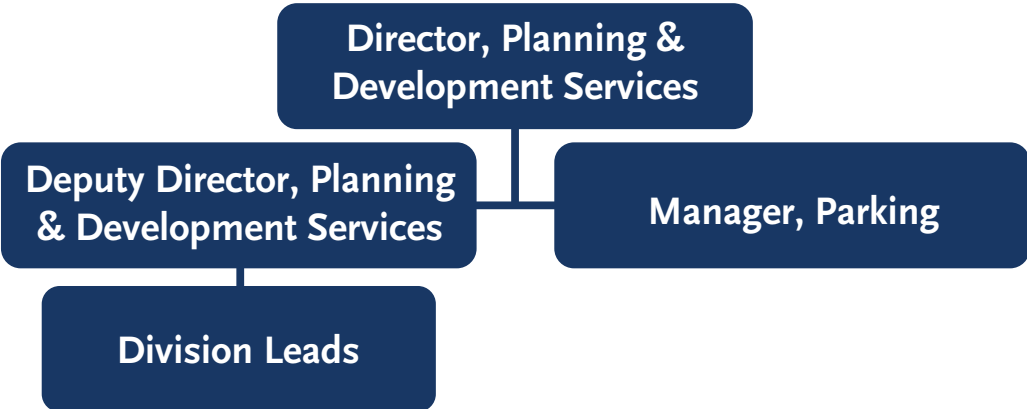 Director, Planning &
Development Services
Deputy Director, Planning
& Development Services
Manager, Parking
Division Leads